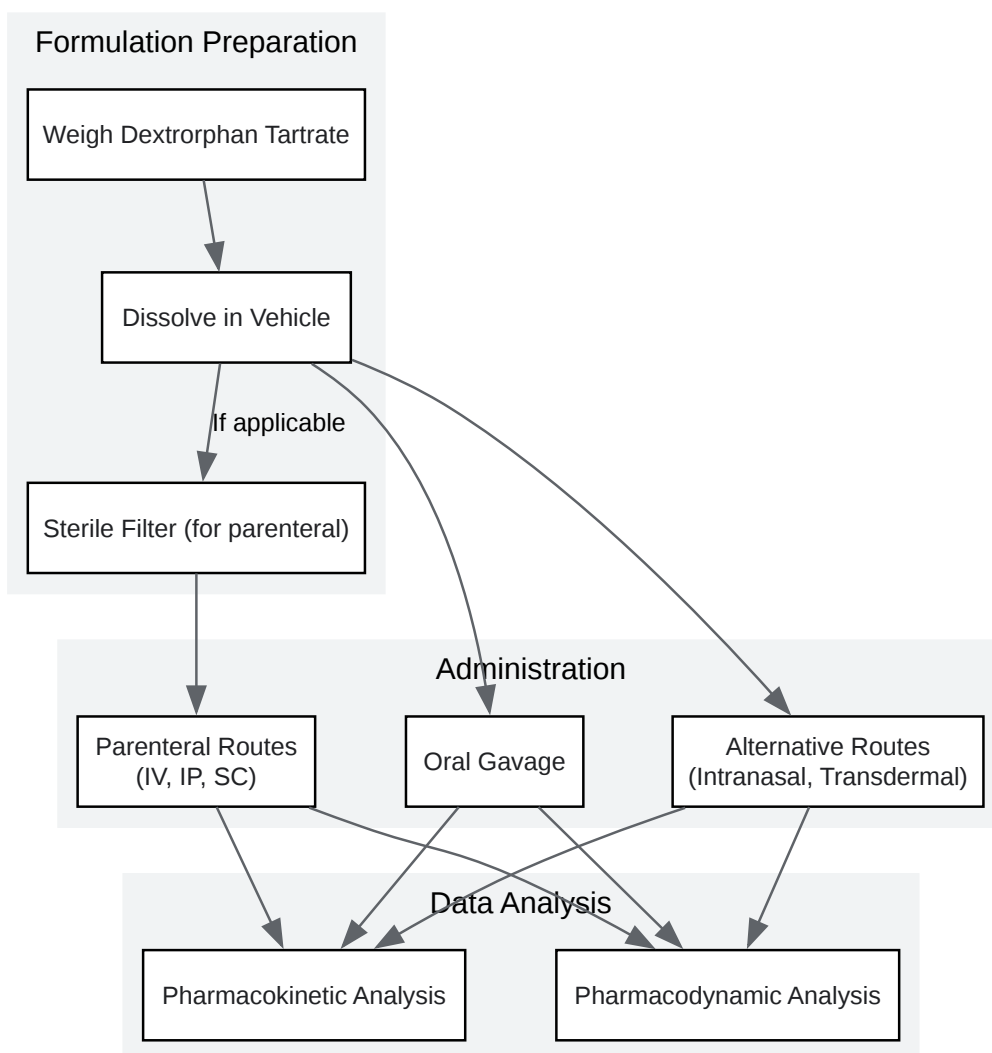 Formulation Preparation
Weigh Dextrorphan Tartrate
Dissolve in Vehicle
If applicable
Sterile Filter (for parenteral)
Administration
Parenteral Routes
(IV, IP, SC)
Oral Gavage
Alternative Routes
(Intranasal, Transdermal)
Data Analysis
Pharmacokinetic Analysis
Pharmacodynamic Analysis